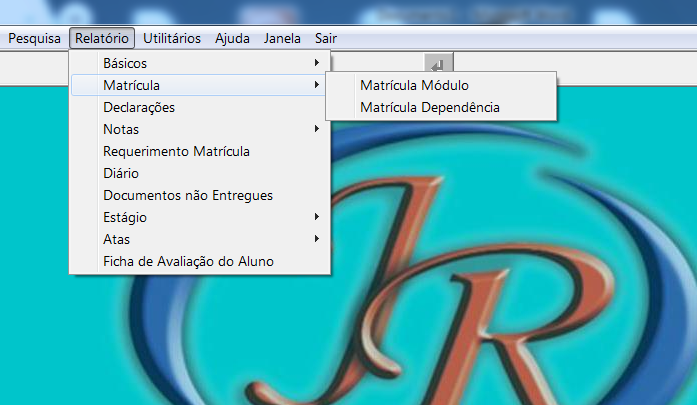 Pesquisa Relatório Utilitários Ajuda Janela Sair
Básicos
Matrícula
Matrícula Módulo
Declarações
Matrícula Dependência
Notas
Requerimento Matrícula
Diário
Documentos não Entregues
Estágio
Atas
Ficha de Avaliação do Aluno
JR